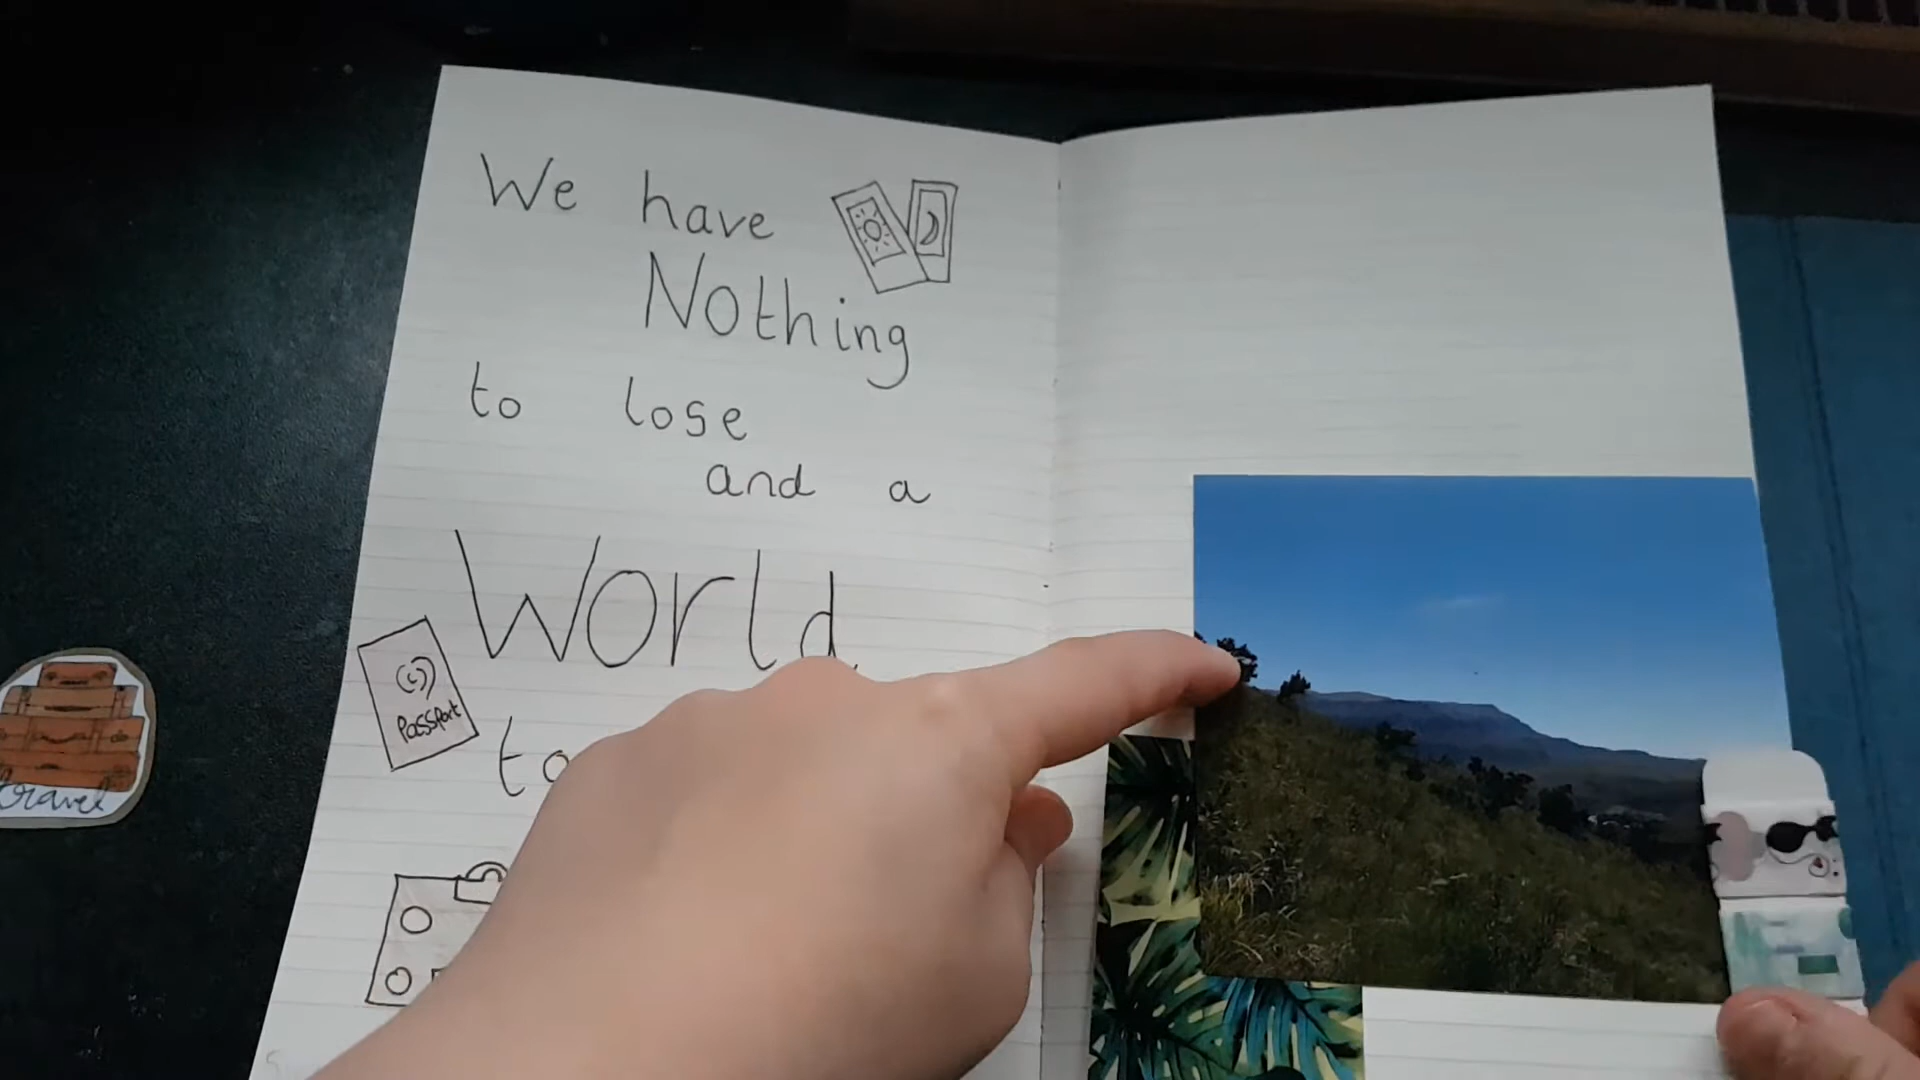 We have
Nothing
to lose
and a
World
to
Passport
travel